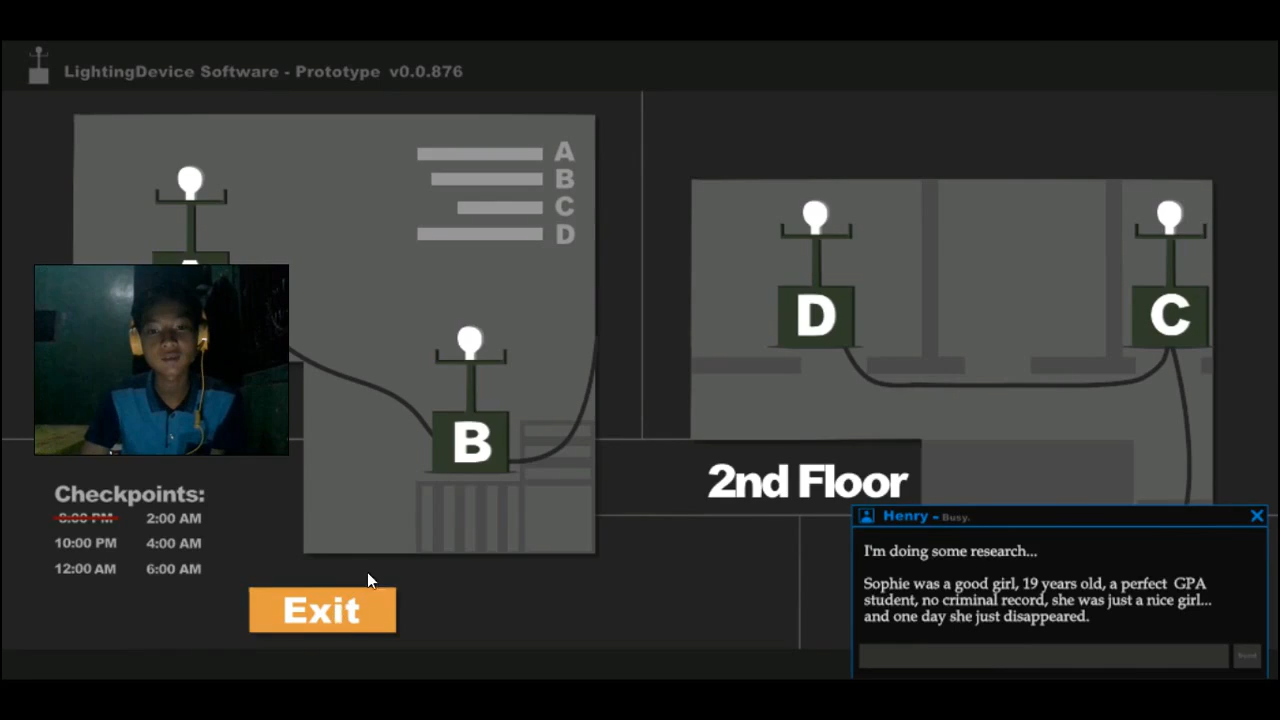 LightingDevice Software - Prototype v0.0.876
A
B
C
D
B
D
C
2nd Floor
Checkpoints:
8:00 PM 2:00 AM
10:00 PM 4:00 AM
12:00 AM 6:00 AM
Exit
Henry - Busy.
I'm doing some research...
Sophie was a good girl, 19 years old, a perfect GPA
student, no criminal record, she was just a nice girl...
and one day she just disappeared.